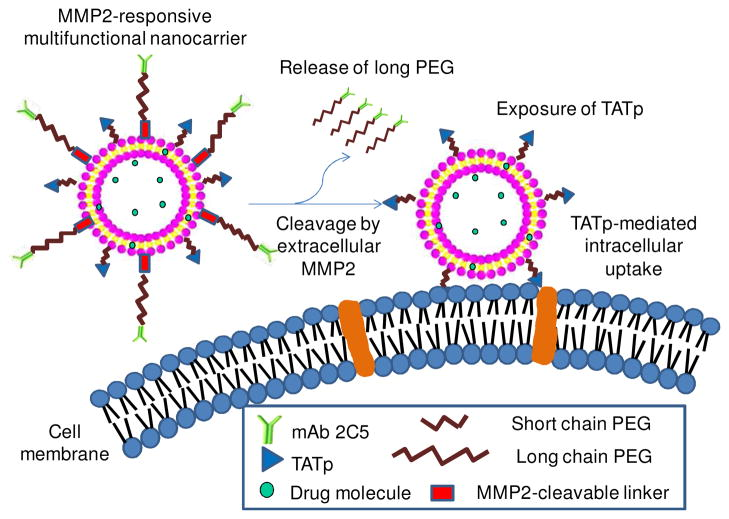 MMP2-responsive
multifunctional nanocarrier
Release of long PEG
Exposure of TATp
Cleavage by
extracellular
MMP2
TATp-mediated
intracellular
uptake
Cell
membrane
mAb 2C5
Short chain PEG
TATp
Long chain PEG
Drug molecule
MMP2-cleavable linker